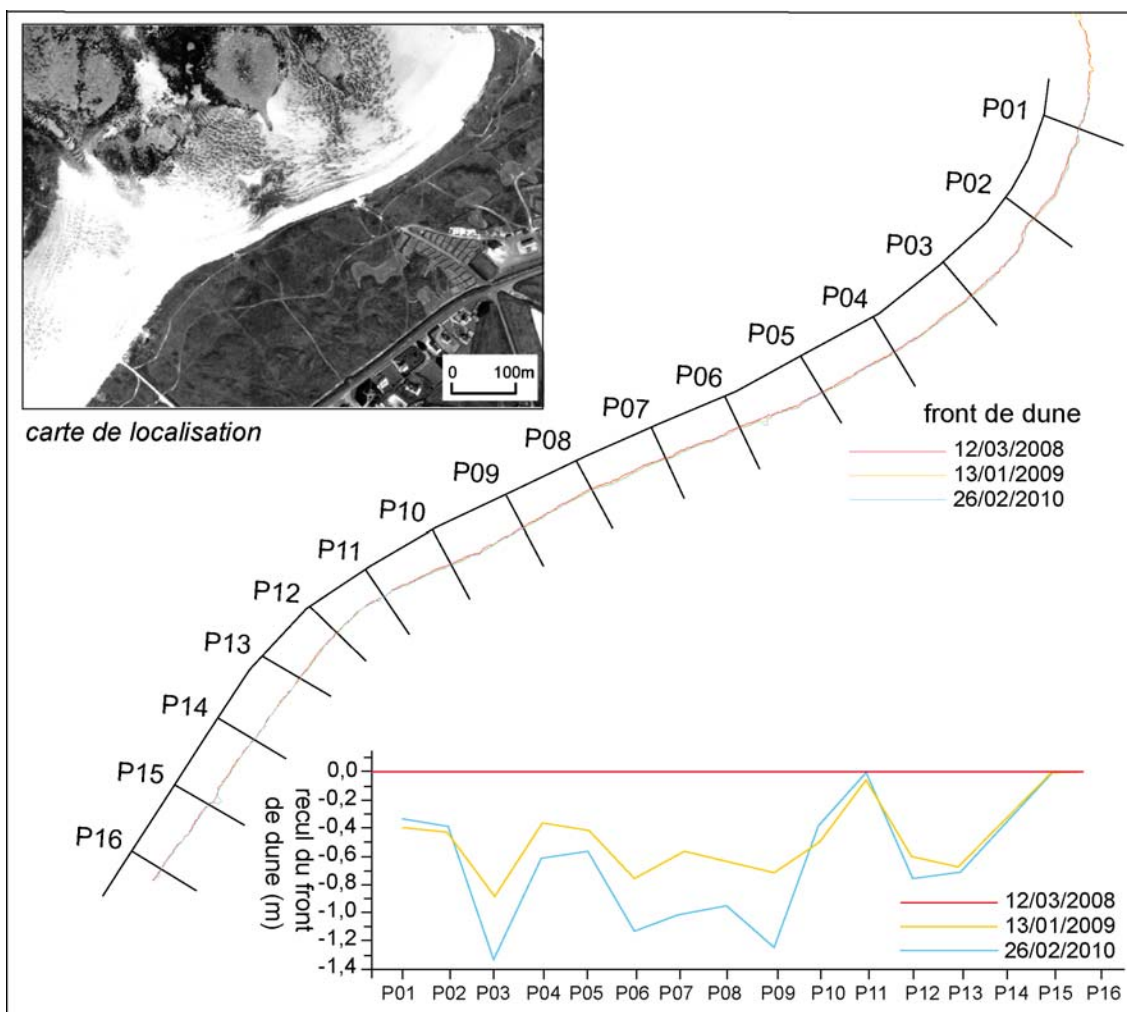 0 100m
carte de localisation
P01
P02
P03
P04
P05
P06
P07
P08
P09
P10
P11
P12
P13
P14
P15
P16
front de dune
12/03/2008
13/01/2009
26/02/2010
recul du front
de dune (m)
0,0
-0,2
-0,4
-0,6
-0,8
-1,0
-1,2
-1,4
12/03/2008
13/01/2009
26/02/2010
P01 P02 P03 P04 P05 P06 P07 P08 P09 P10 P11 P12 P13 P14 P15 P16